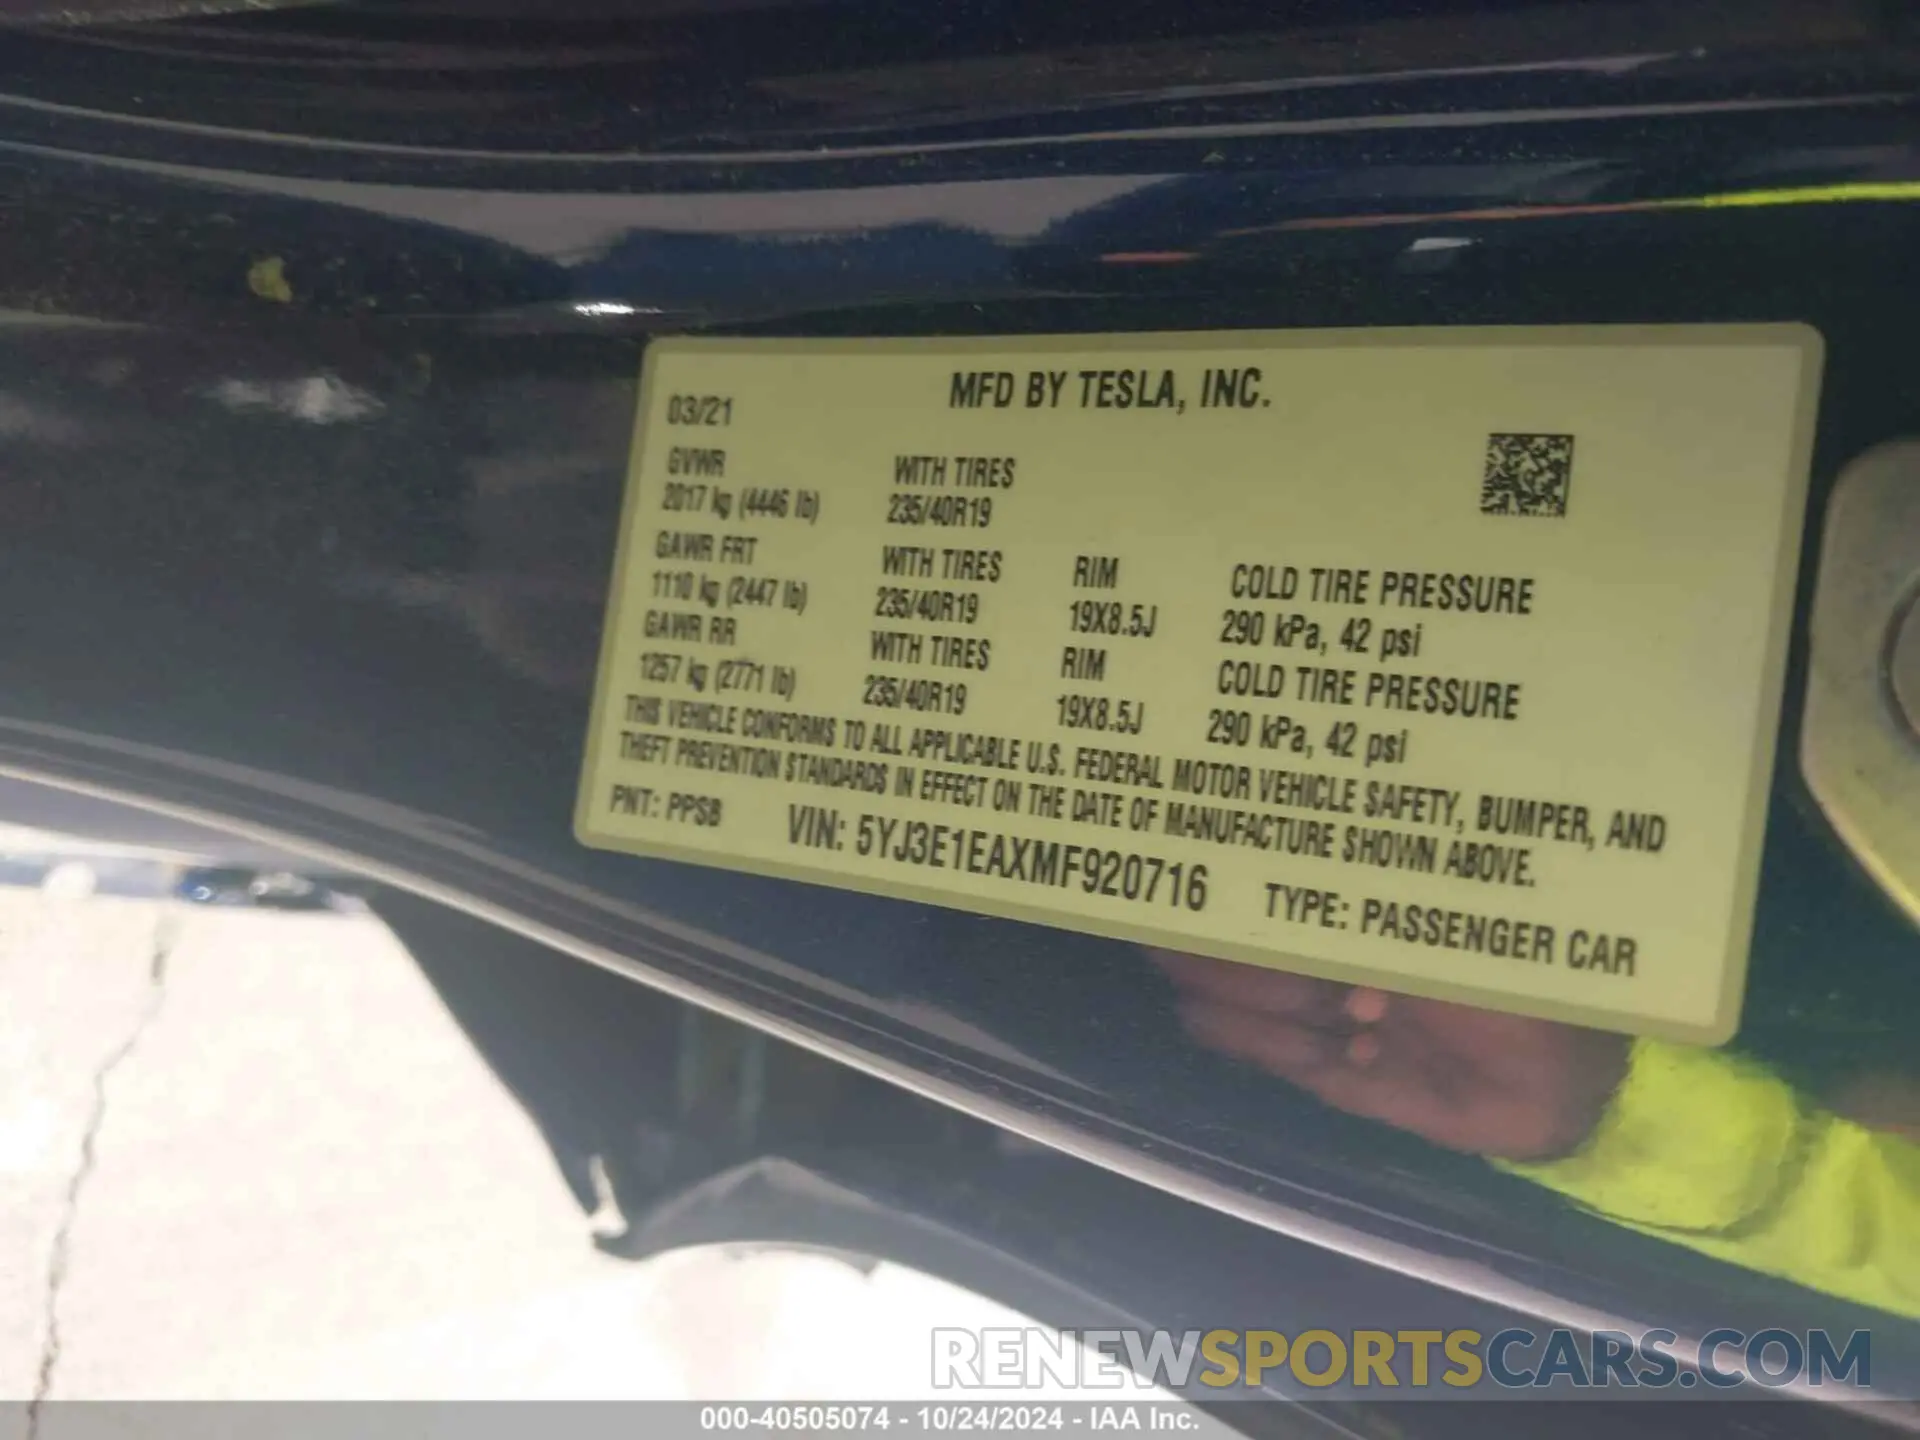 MFD BY TESLA, INC.
03/21
GVWR WITH TIRES
2017 kg (4446 lb) 235/40R19
GAWR FRT WITH TIRES RIM COLD TIRE PRESSURE
1110 kg (2447 lb) 235/40R19 19X8.5J 290 kPa, 42 psi
GAWR RR WITH TIRES RIM COLD TIRE PRESSURE
1257 kg (2771 lb) 235/40R19 19X8.5J 290 kPa, 42 psi
THIS VEHICLE CONFORMS TO ALL APPLICABLE U.S. FEDERAL MOTOR VEHICLE SAFETY, BUMPER, AND
THEFT PREVENTION STANDARDS IN EFFECT ON THE DATE OF MANUFACTURE SHOWN ABOVE.
PNT: PPSB VIN: 5YJ3E1EAXMF920716 TYPE: PASSENGER CAR
RENEWSPORTSCARS.COM
000-40505074 - 10/24/2024 - IAA Inc.